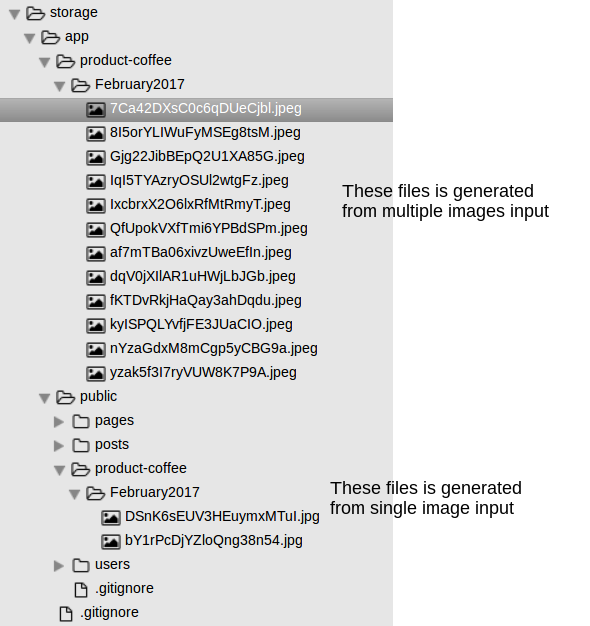 storage
app
product-coffee
February2017
7Ca42DXsC0c6qDUeCjbl.jpeg
8I5orYLIWuFyMSEg8tsM.jpeg
Gjg22JibBEpQ2U1XA85G.jpeg
IqI5TYAzryOSUl2wtgFz.jpeg
IxcbrxX2O6lxRfMtRmyT.jpeg
QfUpokVXfTmi6YPBdSPm.jpeg
af7mTBa06xivzUweEfIn.jpeg
dqV0jXIlAR1uHWjLbJGb.jpeg
fKTDvRkjHaQay3ahDqdu.jpeg
kyISPQLYvfjFE3JUaCIO.jpeg
nYzaGdxM8mCgp5yCBG9a.jpeg
yzak5f3I7ryVUW8K7P9A.jpeg
These files is generated
from multiple images input
public
pages
posts
product-coffee
February2017
DSnK6sEUV3HEuymxMTuI.jpg
bY1rPcDjYZloQng38n54.jpg
These files is generated
from single image input
users
.gitignore
.gitignore